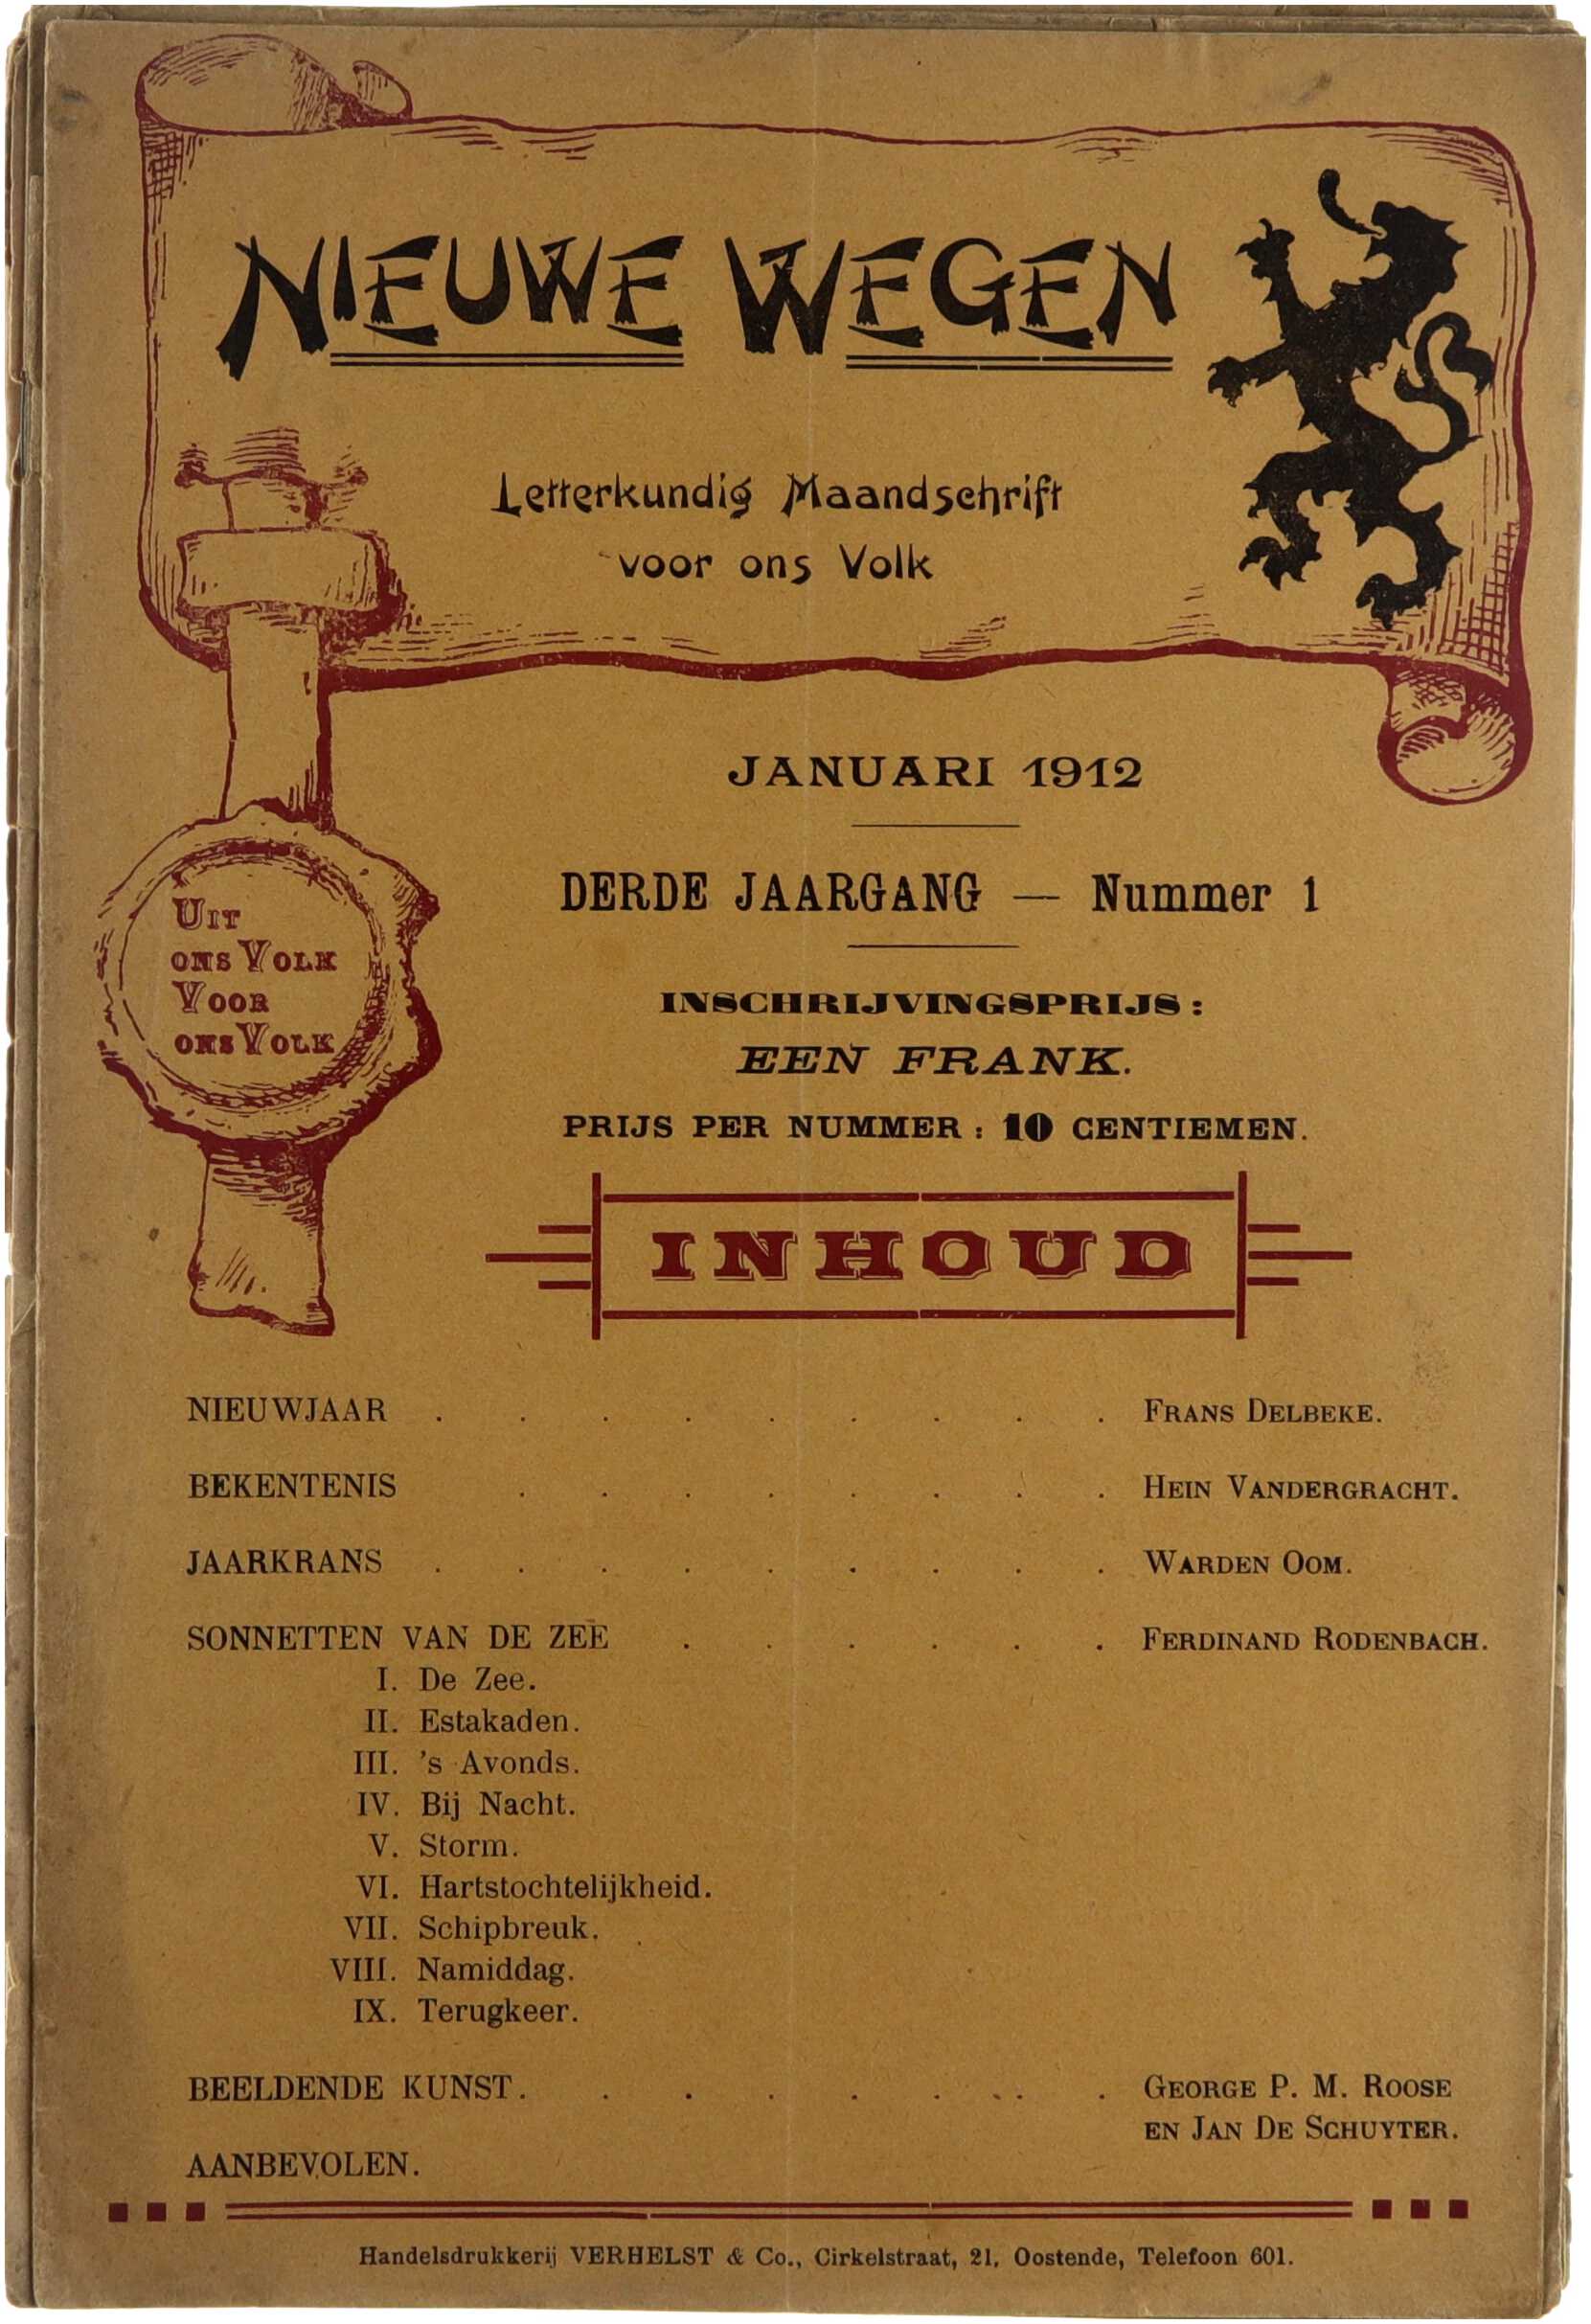 NIEUWE WEGEN
Letterkundig Maandschrift
voor ons Volk
JANUARI 1912
DERDE JAARGANG — Nummer 1
UIT
ONS VOLK
VOOR
ONS VOLK
INSCHRIJVINGSPRIJS :
EEN FRANK.
PRIJS PER NUMMER : 10 CENTIEMEN.
INHOUD
NIEUWJAAR . . . . . . . . . FRANS DELBEKE.
BEKENTENIS . . . . . . . . HEIN VANDERGRACHT.
JAARKRANS . . . . . . . . . WARDEN OOM.
SONNETTEN VAN DE ZEE . . . . . . FERDINAND RODENBACH.
I. De Zee.
II. Estakaden.
III. 's Avonds.
IV. Bij Nacht.
V. Storm.
VI. Hartstochtelijkheid.
VII. Schipbreuk.
VIII. Namiddag.
IX. Terugkeer.
BEELDENDE KUNST. . . . . . . . . GEORGE P. M. ROOSE
EN JAN DE SCHUYTER.
AANBEVOLEN.
Handelsdrukkerij VERHELST & Co., Cirkelstraat, 21, Oostende, Telefoon 601.